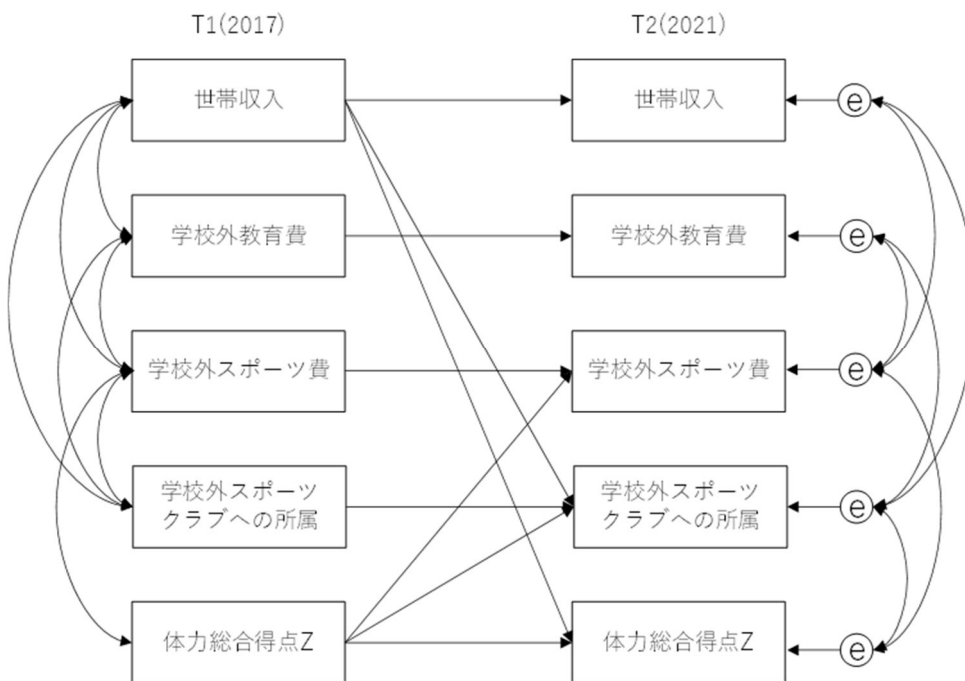 T1(2017)
T2(2021)
世帯収入
世帯収入
e
学校外教育費
学校外教育費
e
学校外スポーツ費
学校外スポーツ費
e
学校外スポーツ
クラブへの所属
学校外スポーツ
クラブへの所属
e
体力総合得点Z
体力総合得点Z
e